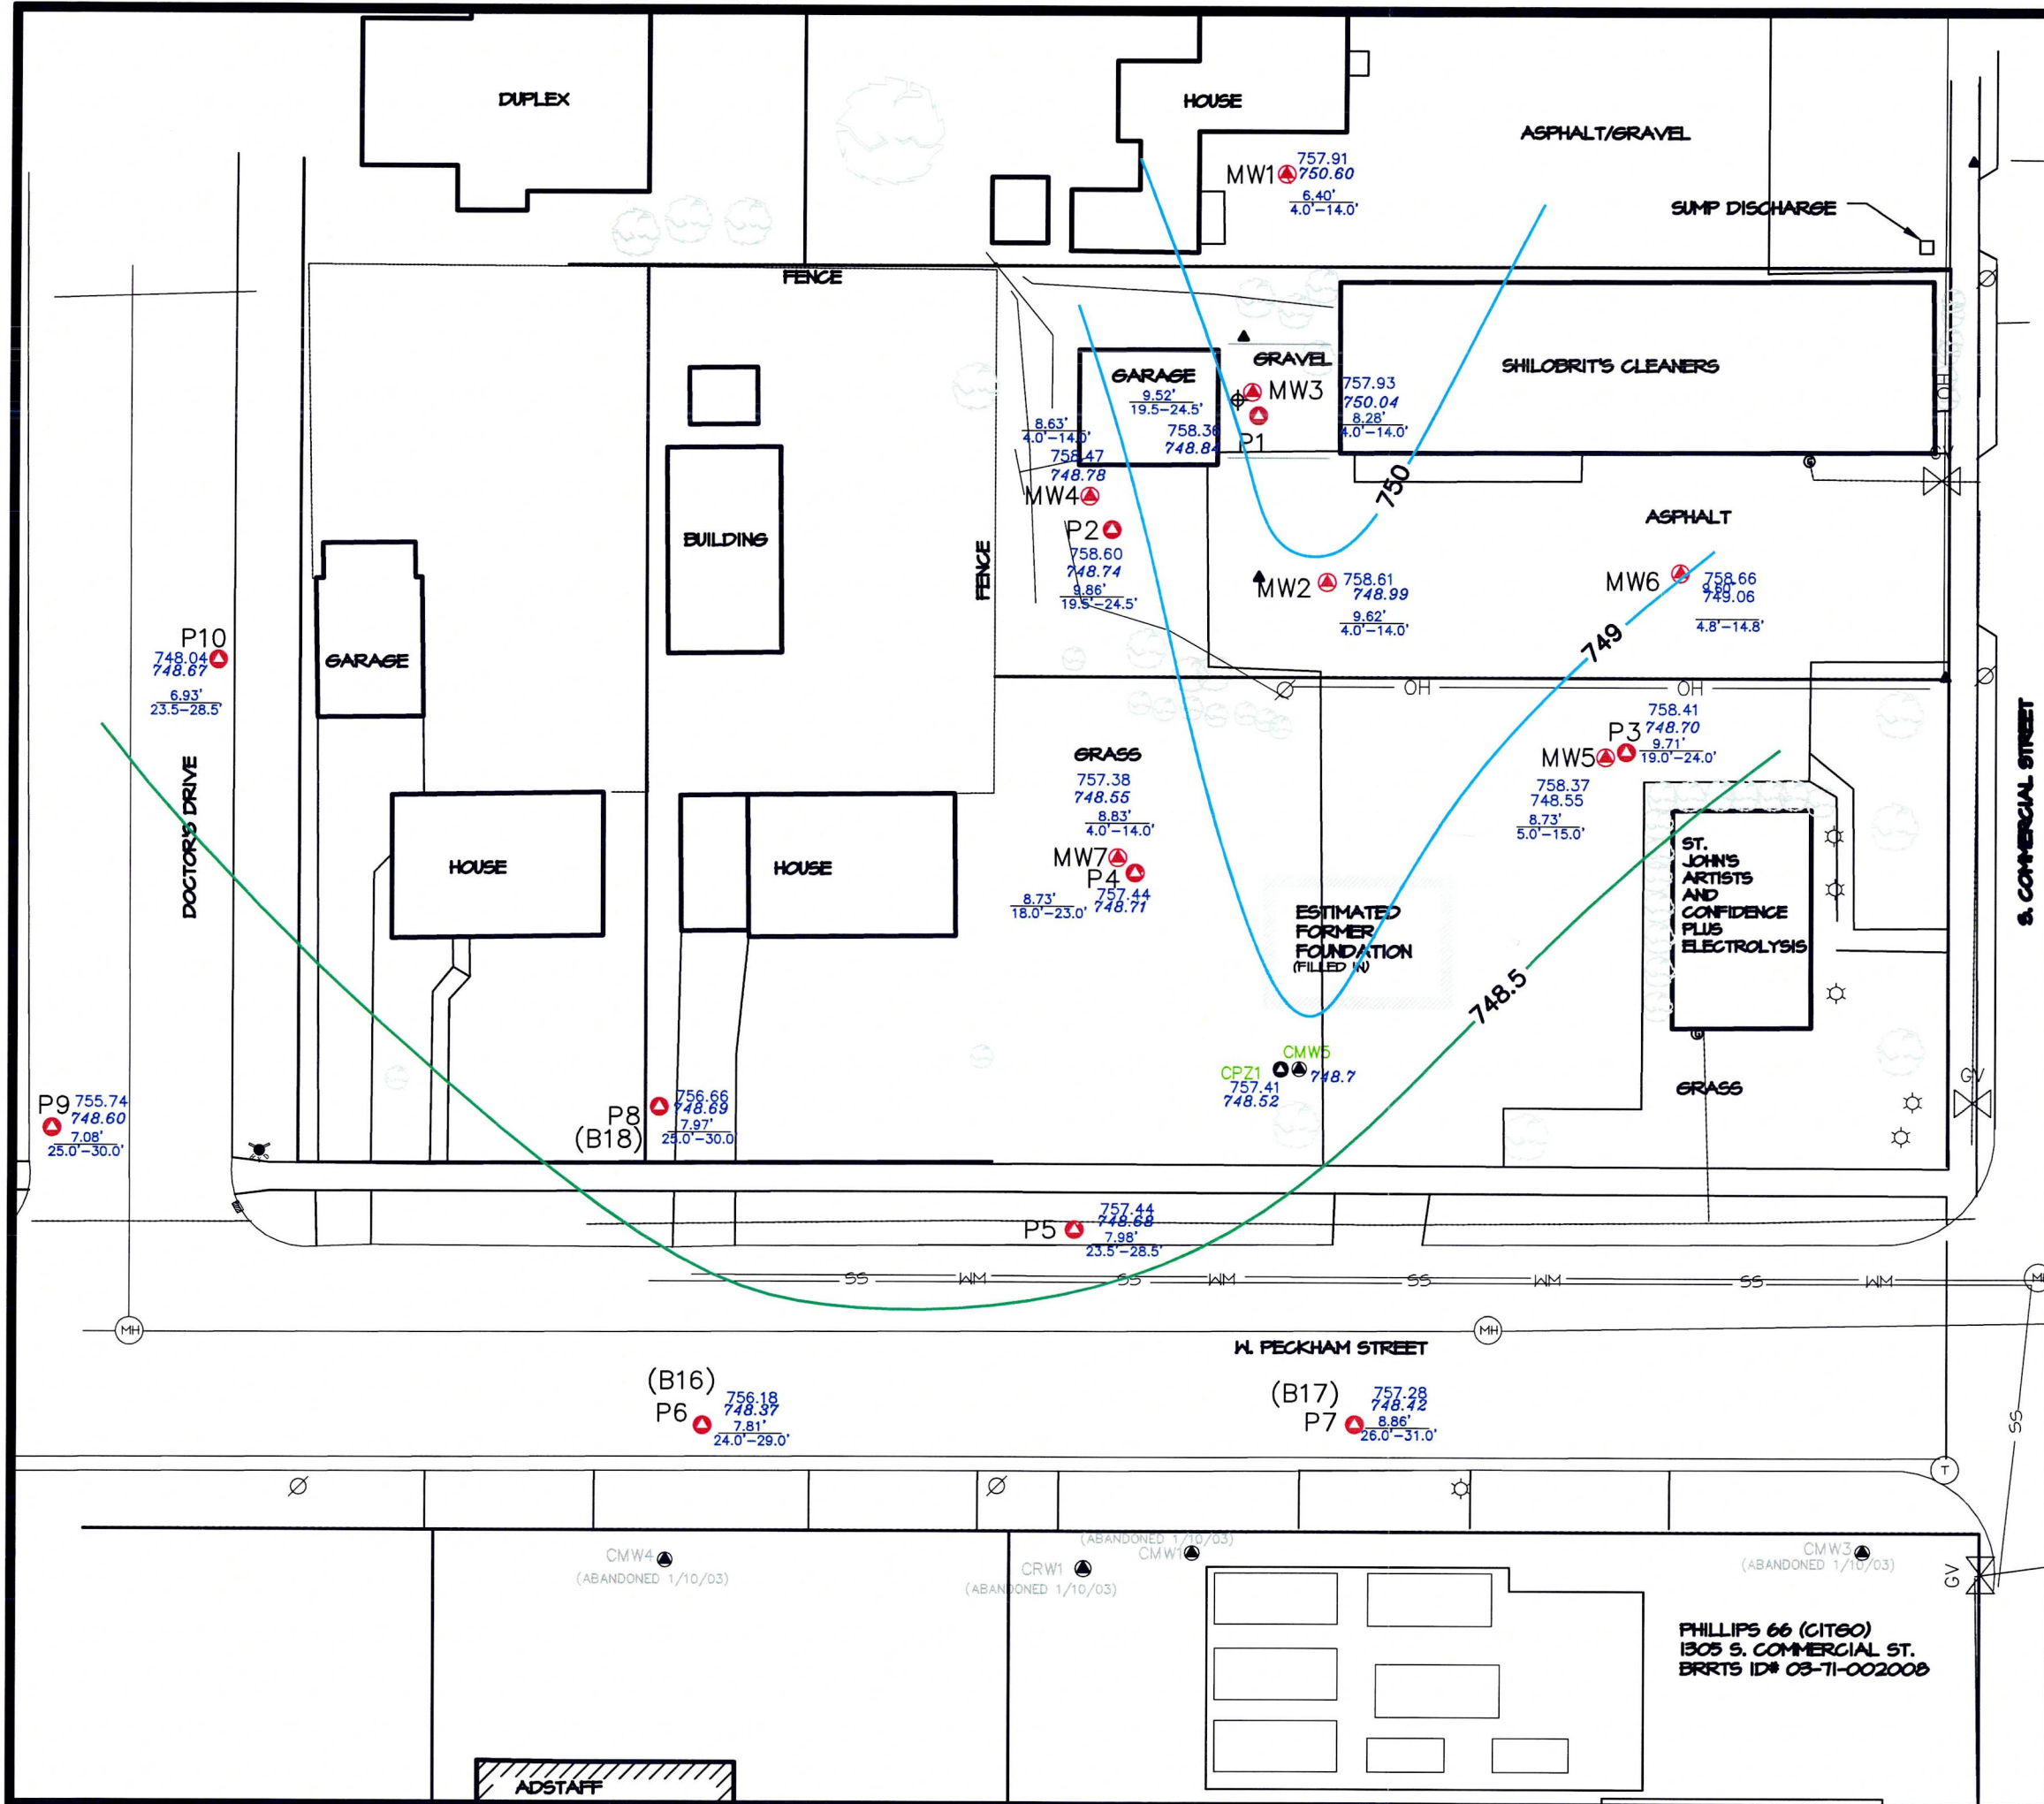 DUPLEX
HOUSE
ASPHALT/GRAVEL
MW1
757.91
750.60
6.40'
4.0'-14.0'
SUMP DISCHARGE
FENCE
GRAVEL
SHILOBRIT'S CLEANERS
OH
GARAGE
9.52'
19.5-24.5'
758.36
748.84
MW3
P1
757.93
750.04
8.28'
4.0'-14.0'
8.63'
4.0'-14.0'
758.47
748.78
MW4
P2
758.60
748.74
9.86'
19.5'-24.5'
750
ASPHALT
BUILDING
FENCE
MW2
758.61
748.99
9.62'
4.0'-14.0'
MW6
758.66
749.06
4.8'-14.8'
749
P10
748.04
748.67
6.93'
23.5-28.5'
GARAGE
OH
OH
758.41
P3
748.70
9.71'
19.0'-24.0'
MW5
758.37
748.55
8.73'
5.0'-15.0'
S. COMMERCIAL STREET
DOCTOR'S DRIVE
GRASS
757.38
748.55
8.83'
4.0'-14.0'
MW7
P4
757.44
748.71
8.73'
18.0'-23.0'
HOUSE
HOUSE
ST.
JOHN'S
ARTISTS
AND
CONFIDENCE
PLUS
ELECTROLYSIS
ESTIMATED
FORMER
FOUNDATION
(FILLED IN)
748.5
CMW5
CPZ1
748.7
757.41
748.52
GRASS
GV
P9
755.74
748.60
7.08'
25.0'-30.0'
P8
(B18)
756.66
748.69
7.97'
25.0'-30.0
P5
757.44
748.68
7.98'
23.5'-28.5'
SS WM SS WM SS WM SS WM
MH
MH
W. PECKHAM STREET
(B16)
P6
756.18
748.37
7.81'
24.0'-29.0'
(B17)
P7
757.28
748.42
8.86'
26.0'-31.0'
SS
T
CMW4
(ABANDONED 1/10/03)
CRW1
(ABANDONED 1/10/03)
(ABANDONED 1/10/03)
CMW1
CMW3
(ABANDONED 1/10/03)
GV
PHILLIPS 66 (CITGO)
1305 S. COMMERCIAL ST.
BRRTS ID# 03-71-002008
ADSTAFF